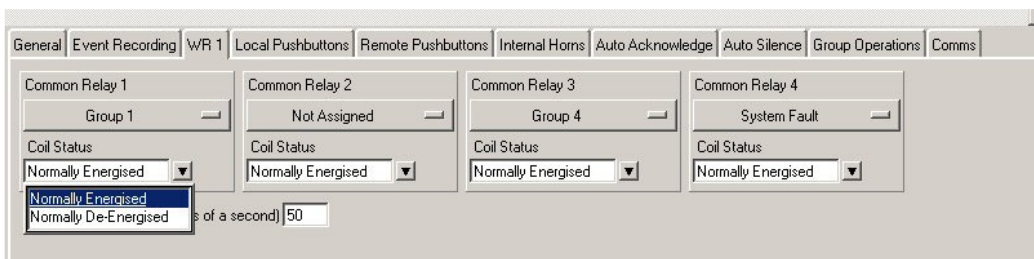 General Event Recording WR 1 Local Pushbuttons Remote Pushbuttons Internal Horns Auto Acknowledge Auto Silence Group Operations Comms
Common Relay 1 Common Relay 2 Common Relay 3 Common Relay 4
Group 1 Not Assigned Group 4 System Fault
Coil Status Coil Status Coil Status Coil Status
Normally Energised Normally Energised Normally Energised Normally Energised
Normally Energised
Normally De-Energised
of a second) 50